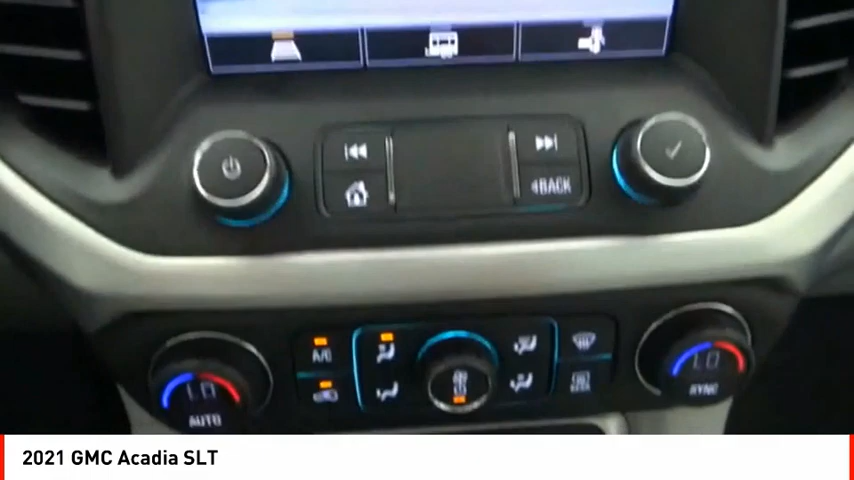 BACK
A/C
LO
AUTO
LO
SYNC
2021 GMC Acadia SLT